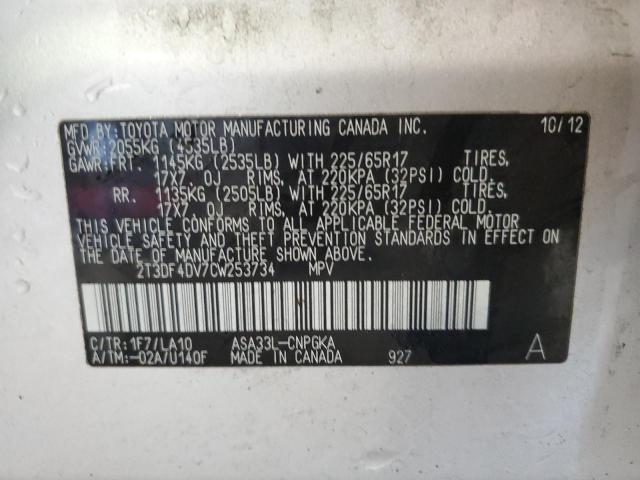 MFD.BY:TOYOTA MOTOR MANUFACTURING CANADA INC. 10/12
GVWR:2055KG (4535LB)
GAWR:FRT. 1145KG (2535LB) WITH 225/65R17 TIRES,
17X7 0J RIMS, AT 220KPA (32PSI) COLD.
RR. 1135KG (2505LB) WITH 225/65R17 TIRES,
17X7 0J RIMS, AT 220KPA (32PSI) COLD.
THIS VEHICLE CONFORMS TO ALL APPLICABLE FEDERAL MOTOR
VEHICLE SAFETY AND THEFT PREVENTION STANDARDS IN EFFECT
ON THE DATE OF MANUFACTURE SHOWN ABOVE.
2T3DF4DV7CW253734 MPV
C/TR:1F7/LA10 ASA33L-CNPGKA
A/TM:-02A/U140F MADE IN CANADA 927 A